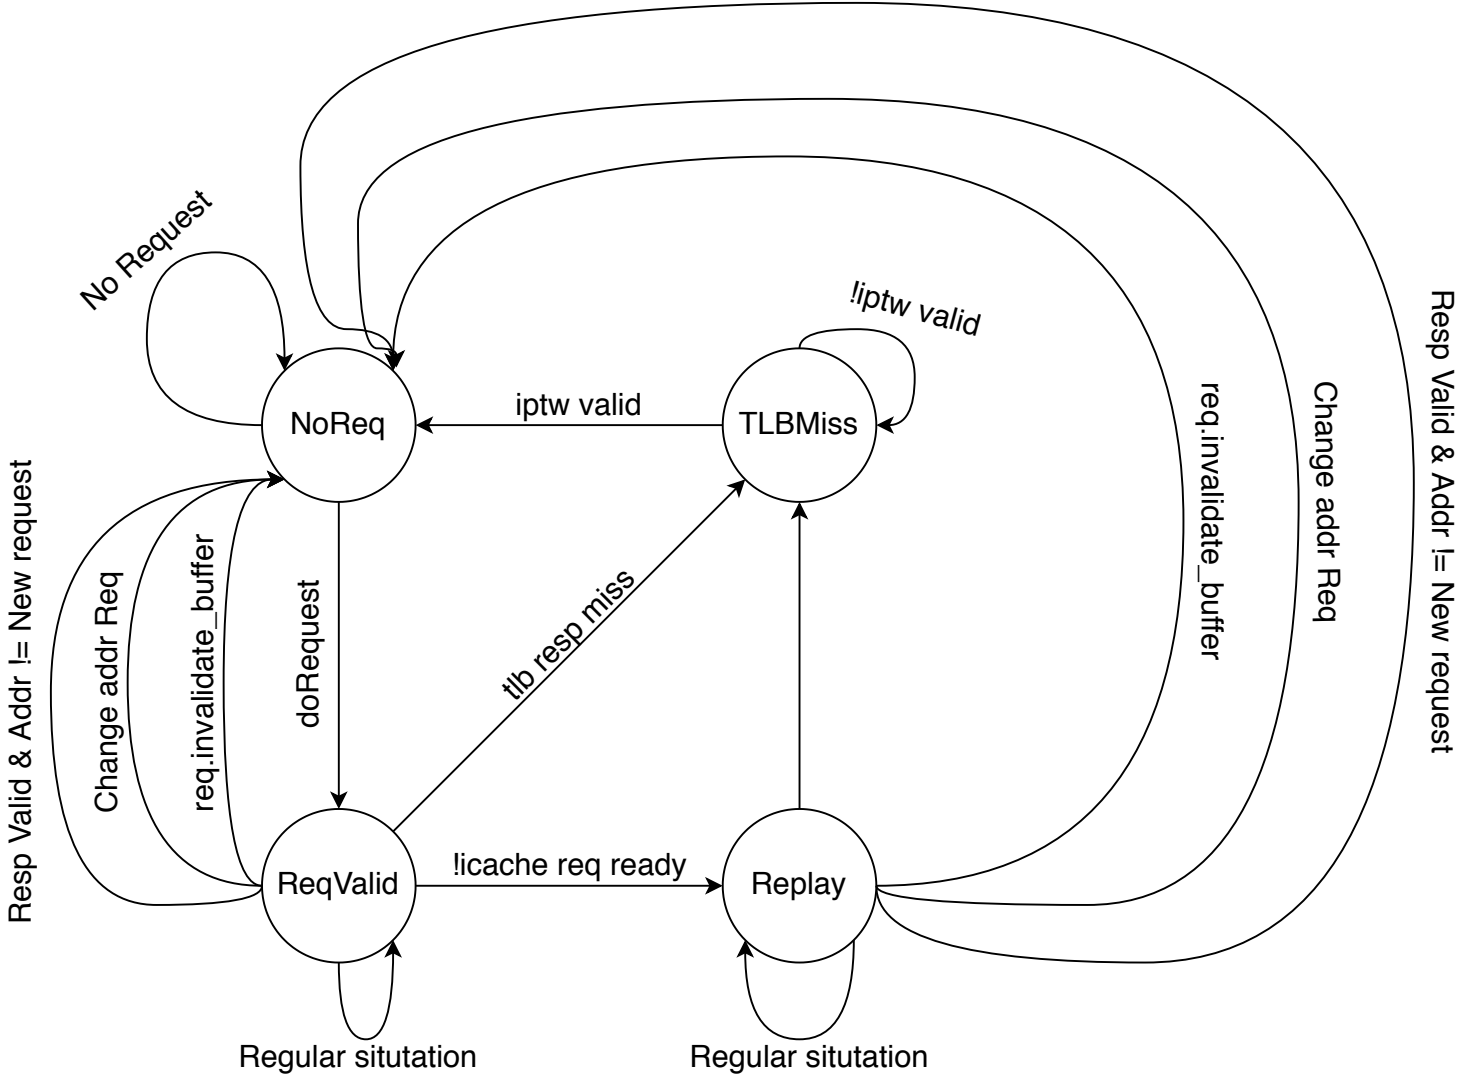 No Request
!iptw valid
NoReq
iptw valid
TLBMiss
Resp Valid & Addr != New request
Change addr Req
req.invalidate_buffer
doRequest
tlb resp miss
req.invalidate_buffer
Change addr Req
Resp Valid & Addr != New request
ReqValid
!icache req ready
Replay
Regular situtation
Regular situtation